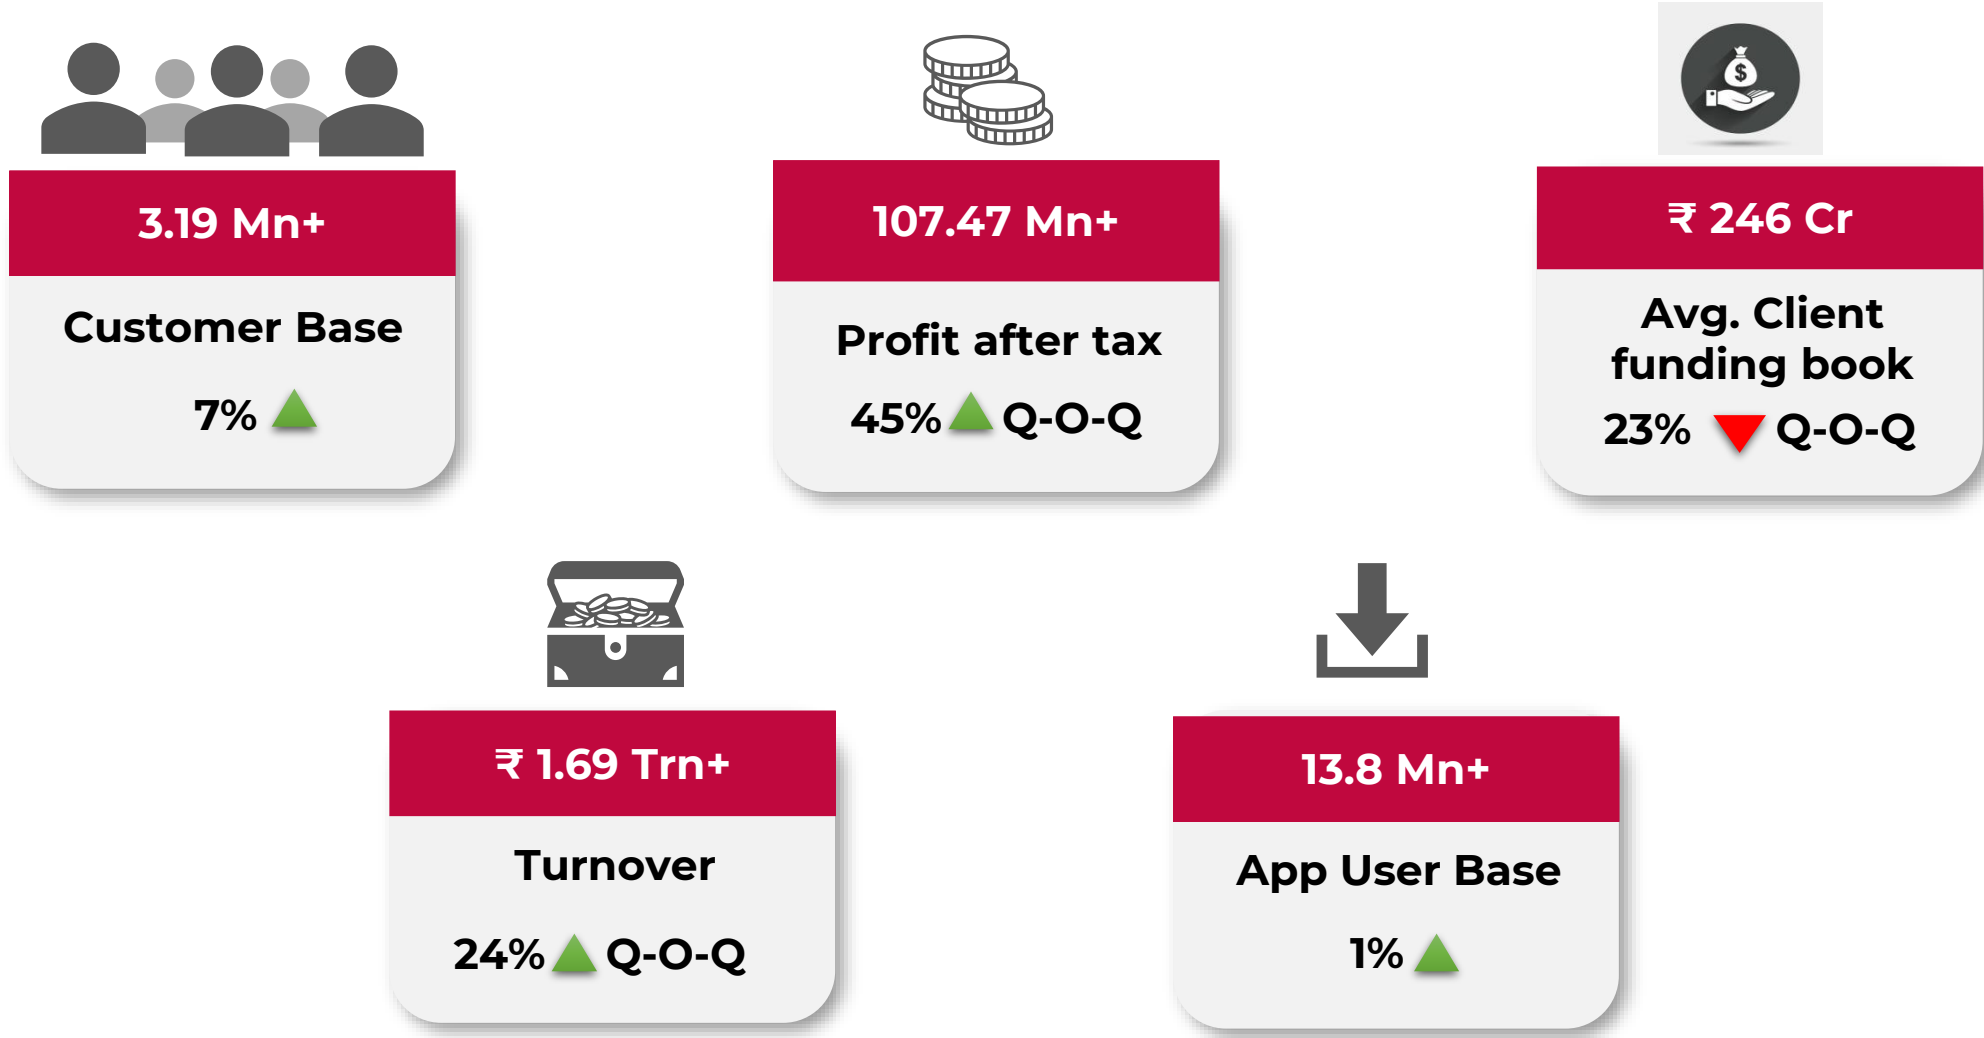 3.19 Mn+
Customer Base
7%
107.47 Mn+
Profit after tax
45% Q-O-Q
₹ 246 Cr
Avg. Client
funding book
23% Q-O-Q
₹ 1.69 Trn+
Turnover
24% Q-O-Q
13.8 Mn+
App User Base
1%